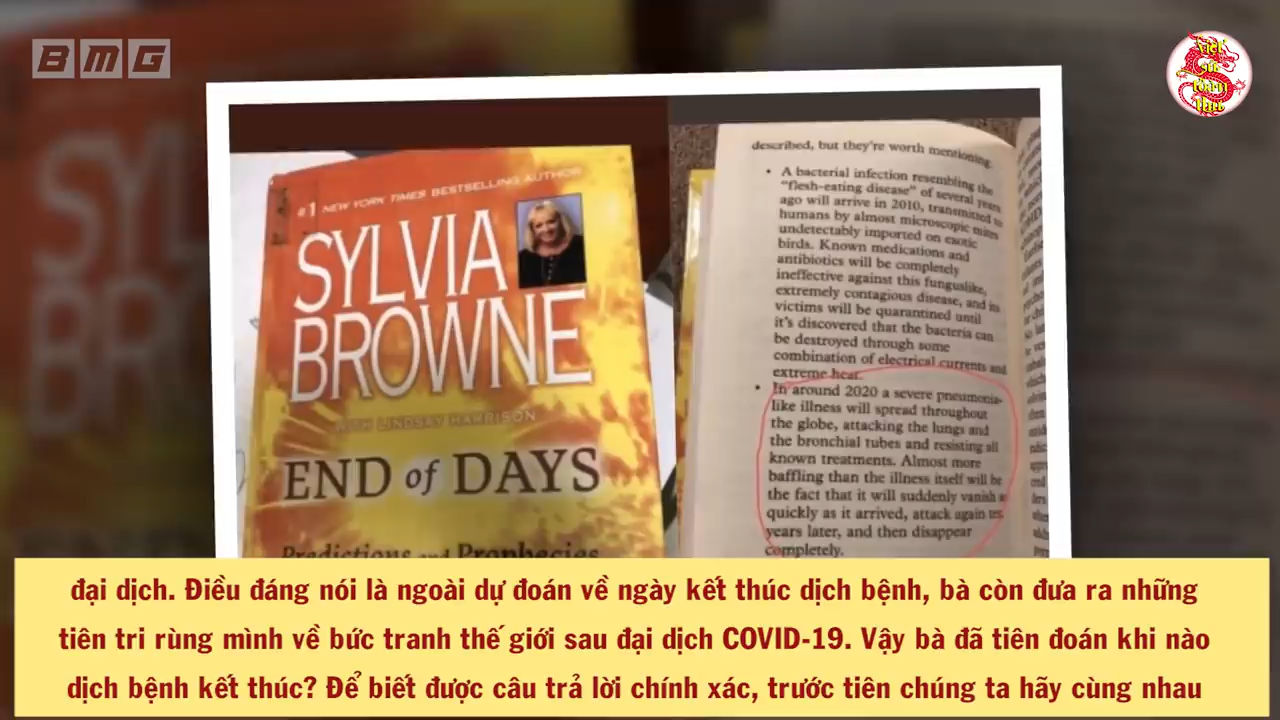 BMG
#1 NEW YORK TIMES BESTSELLING AUTHOR
SYLVIA
BROWNE
WITH LINDSAY HARRISON
END of DAYS
Predictions and Prophecies
described, but they're worth mentioning.
• A bacterial infection resembling the
"flesh-eating disease" of several years
ago will arrive in 2010, transmitted to
humans by almost microscopic mites
undetectably imported on exotic
birds. Known medications and
antibiotics will be completely
ineffective against this funguslike,
extremely contagious disease, and its
victims will be quarantined until
it's discovered that the bacteria can
be destroyed through some
combination of electrical currents and
extreme heat.
• In around 2020 a severe pneumonia-
like illness will spread throughout
the globe, attacking the lungs and
the bronchial tubes and resisting all
known treatments. Almost more
baffling than the illness itself will be
the fact that it will suddenly vanish as
quickly as it arrived, attack again ten
years later, and then disappear
completely.
đại dịch. Điều đáng nói là ngoài dự đoán về ngày kết thúc dịch bệnh, bà còn đưa ra những
tiên tri rùng mình về bức tranh thế giới sau đại dịch COVID-19. Vậy bà đã tiên đoán khi nào
dịch bệnh kết thúc? Để biết được câu trả lời chính xác, trước tiên chúng ta hãy cùng nhau